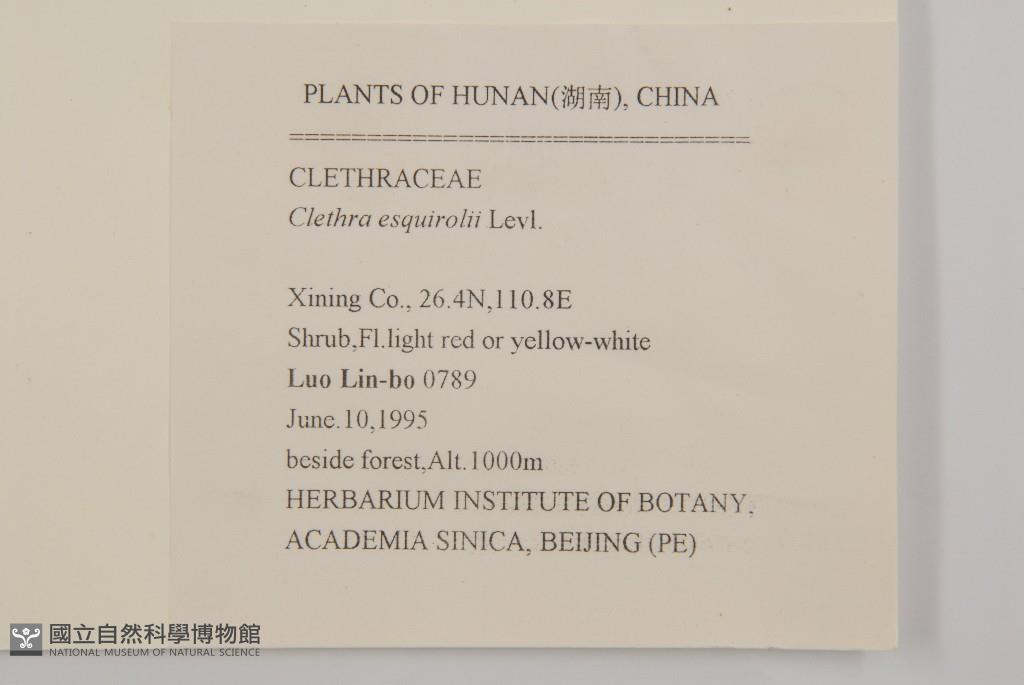 PLANTS OF HUNAN(湖南), CHINA
============================================
CLETHRACEAE
Clethra esquirolii Levl.
Xining Co., 26.4N,110.8E
Shrub,Fl.light red or yellow-white
Luo Lin-bo 0789
June.10,1995
beside forest,Alt.1000m
HERBARIUM INSTITUTE OF BOTANY,
ACADEMIA SINICA, BEIJING (PE)
國立自然科學博物館
NATIONAL MUSEUM OF NATURAL SCIENCE